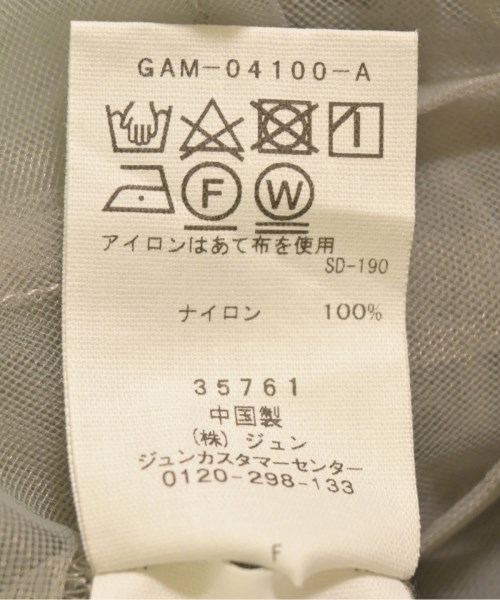 GAM-04100-A
F W
アイロンはあて布を使用
SD-190
ナイロン 100%
35761
中国製
(株) ジュン
ジュンカスタマーセンター
0120-298-133
F